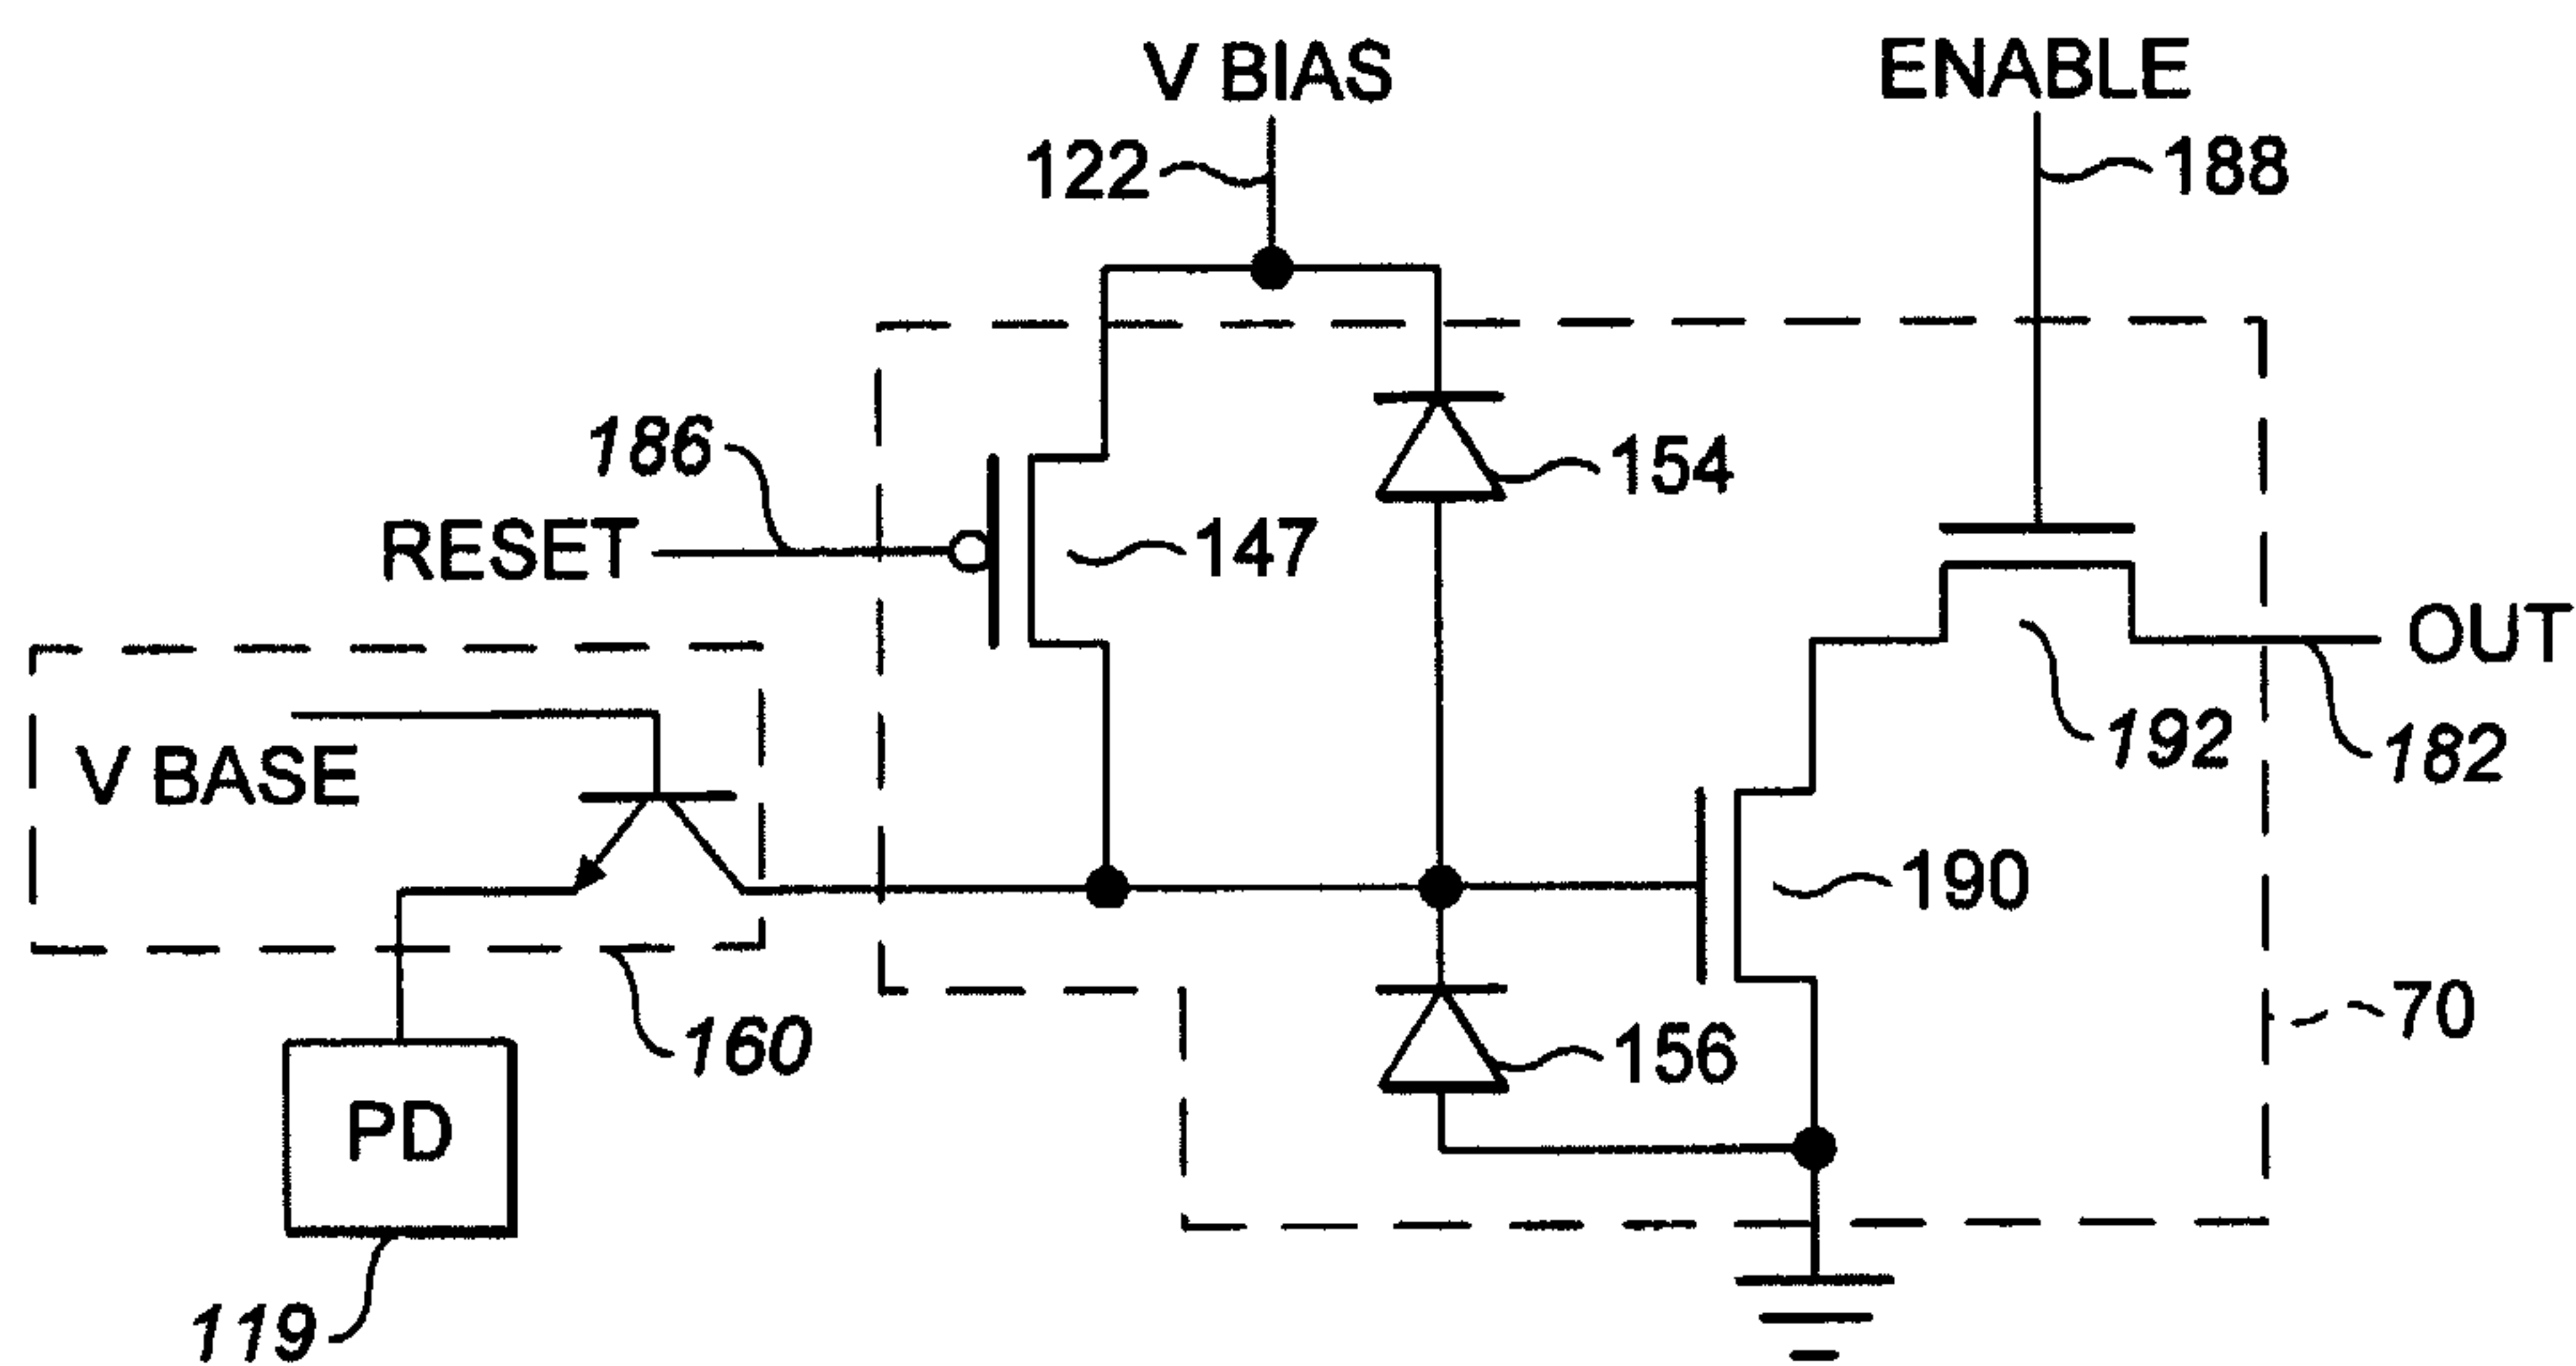 V BIAS
ENABLE
122
188
186
154
RESET
147
OUT
V BASE
192
182
190
160
156
70
PD
119